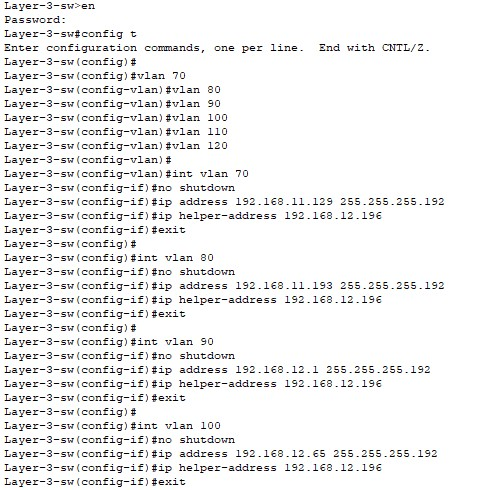 Layer-3-sw>en
Password:
Layer-3-sw#config t
Enter configuration commands, one per line.  End with CNTL/Z.
Layer-3-sw(config)#
Layer-3-sw(config)#vlan 70
Layer-3-sw(config-vlan)#vlan 80
Layer-3-sw(config-vlan)#vlan 90
Layer-3-sw(config-vlan)#vlan 100
Layer-3-sw(config-vlan)#vlan 110
Layer-3-sw(config-vlan)#vlan 120
Layer-3-sw(config-vlan)#
Layer-3-sw(config-vlan)#int vlan 70
Layer-3-sw(config-if)#no shutdown
Layer-3-sw(config-if)#ip address 192.168.11.129 255.255.255.192
Layer-3-sw(config-if)#ip helper-address 192.168.12.196
Layer-3-sw(config-if)#exit
Layer-3-sw(config)#
Layer-3-sw(config)#int vlan 80
Layer-3-sw(config-if)#no shutdown
Layer-3-sw(config-if)#ip address 192.168.11.193 255.255.255.192
Layer-3-sw(config-if)#ip helper-address 192.168.12.196
Layer-3-sw(config-if)#exit
Layer-3-sw(config)#
Layer-3-sw(config)#int vlan 90
Layer-3-sw(config-if)#no shutdown
Layer-3-sw(config-if)#ip address 192.168.12.1 255.255.255.192
Layer-3-sw(config-if)#ip helper-address 192.168.12.196
Layer-3-sw(config-if)#exit
Layer-3-sw(config)#
Layer-3-sw(config)#int vlan 100
Layer-3-sw(config-if)#no shutdown
Layer-3-sw(config-if)#ip address 192.168.12.65 255.255.255.192
Layer-3-sw(config-if)#ip helper-address 192.168.12.196
Layer-3-sw(config-if)#exit